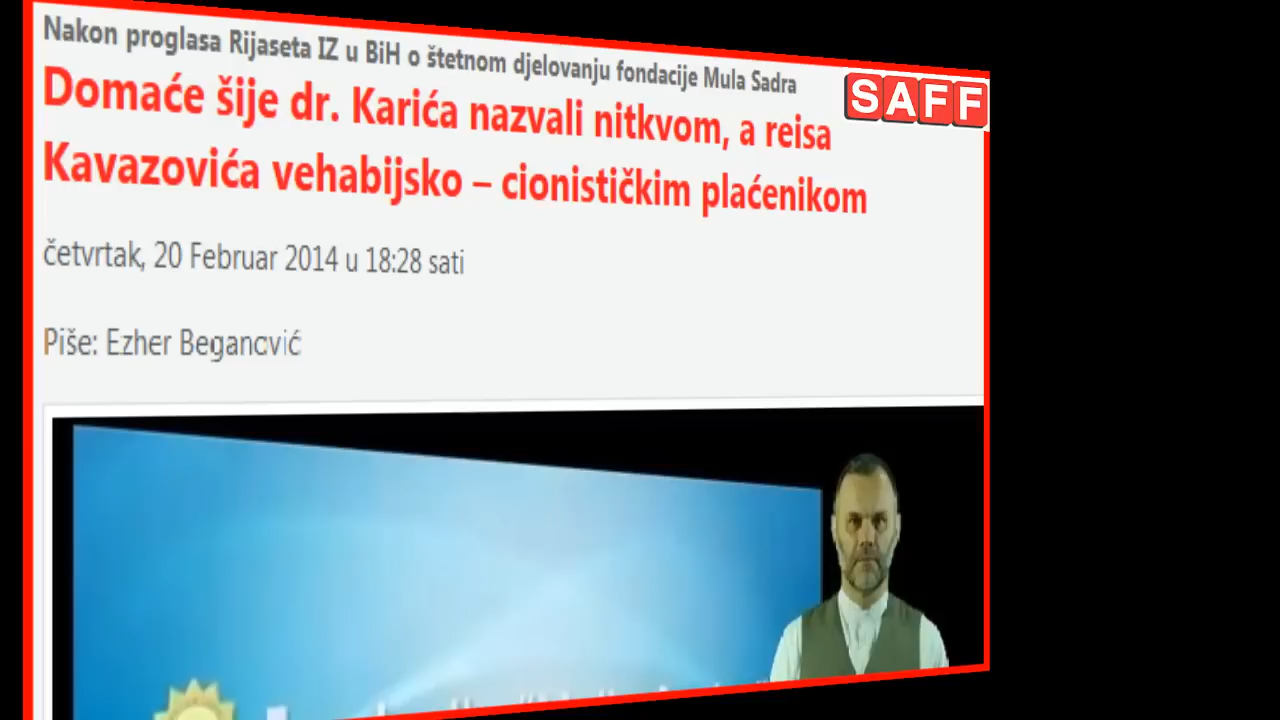 Nakon proglasa Rijaseta IZ u BiH o štetnom djelovanju fondacije Mula Sadra
SAFF
Domaće šije dr. Karića nazvali nitkvom, a reisa
Kavazovića vehabijsko – cionističkim plaćenikom
četvrtak, 20 Februar 2014 u 18:28 sati
Piše: Ezher Beganović